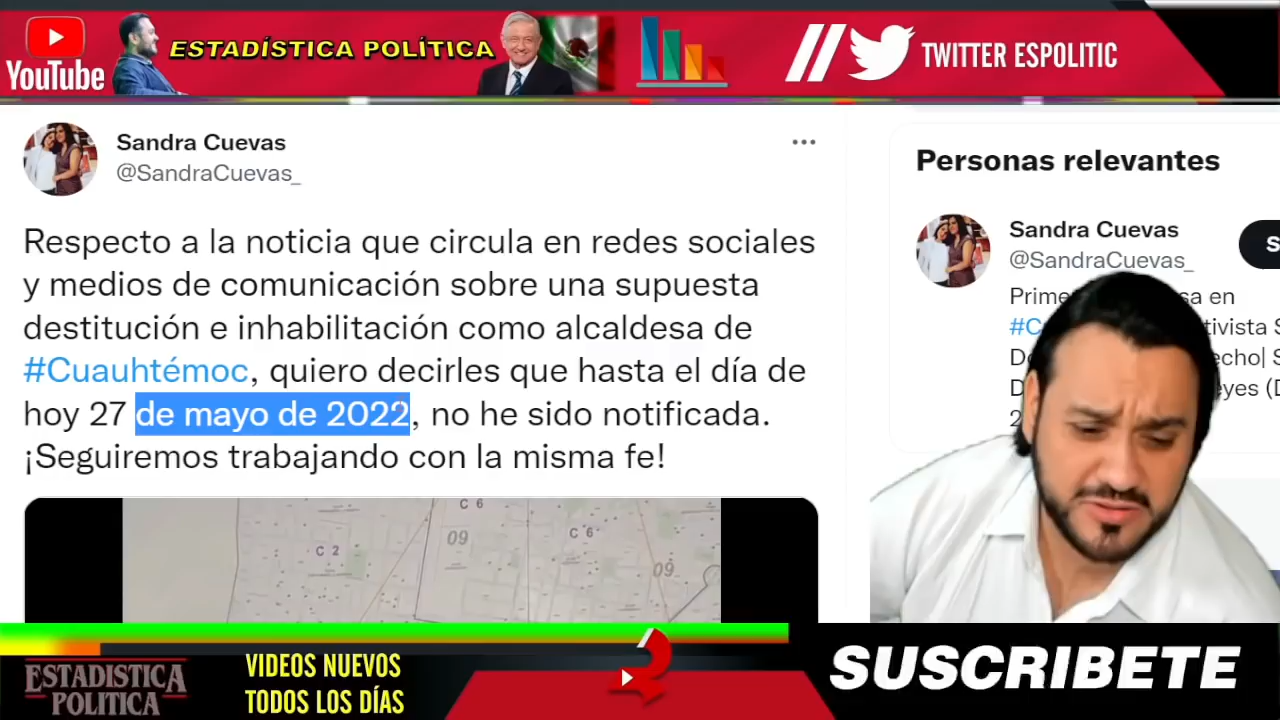 YouTube
ESTADÍSTICA POLÍTICA
TWITTER ESPOLITIC
Sandra Cuevas
@SandraCuevas_
Respecto a la noticia que circula en redes sociales
y medios de comunicación sobre una supuesta
destitución e inhabilitación como alcaldesa de
#Cuauhtémoc, quiero decirles que hasta el día de
hoy 27 de mayo de 2022, no he sido notificada.
¡Seguiremos trabajando con la misma fe!
C 6
C 6
09
C 2
09
Personas relevantes
Sandra Cuevas
@SandraCuevas_
S
en
#C
ESTADISTICA
POLÍTICA
VIDEOS NUEVOS
TODOS LOS DÍAS
SUSCRIBETE